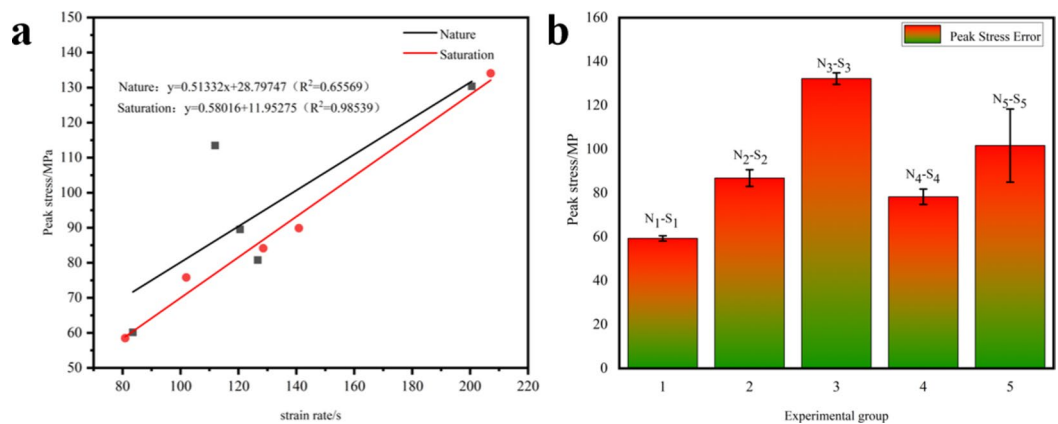 a
150
140
130
120
110
100
90
80
70
60
50
Peak stress/MPa
Nature
Saturation
Nature：y=0.51332x+28.79747（R²=0.65569）
Saturation：y=0.58016+11.95275（R²=0.98539）
80 100 120 140 160 180 200 220
strain rate/s
b
160
140
120
100
80
60
40
20
0
Peak stress/MP
Peak Stress Error
N₁-S₁
N₂-S₂
N₃-S₃
N₄-S₄
N₅-S₅
1 2 3 4 5
Experimental group